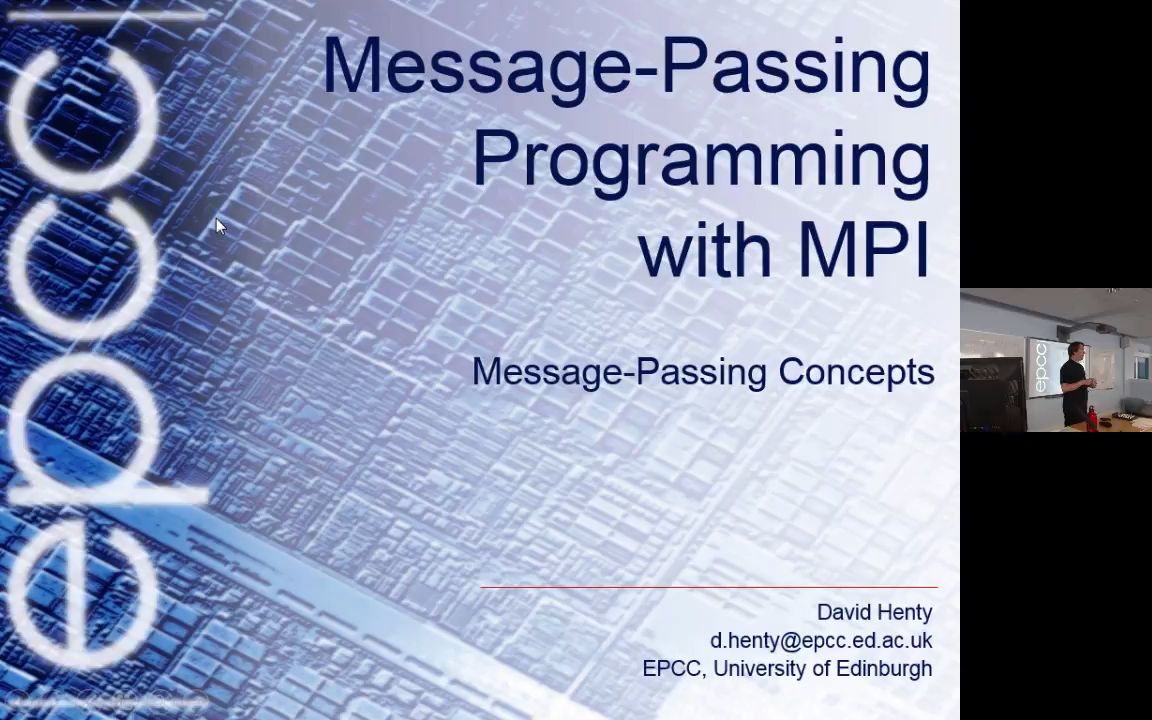 epcc
Message-Passing
Programming
with MPI
Message-Passing Concepts
David Henty
d.henty@epcc.ed.ac.uk
EPCC, University of Edinburgh
epcc